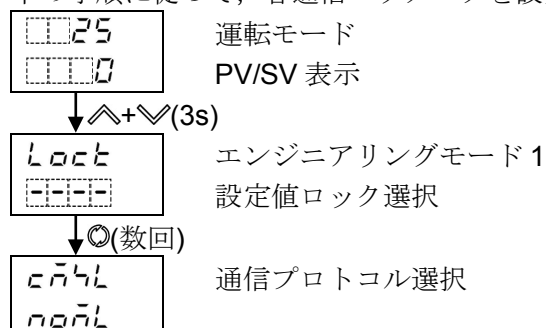 25 運転モード
0 PV/SV 表示
+ (3s)
Lock エンジニアリングモード 1
---- 設定値ロック選択
(数回)
通信プロトコル選択